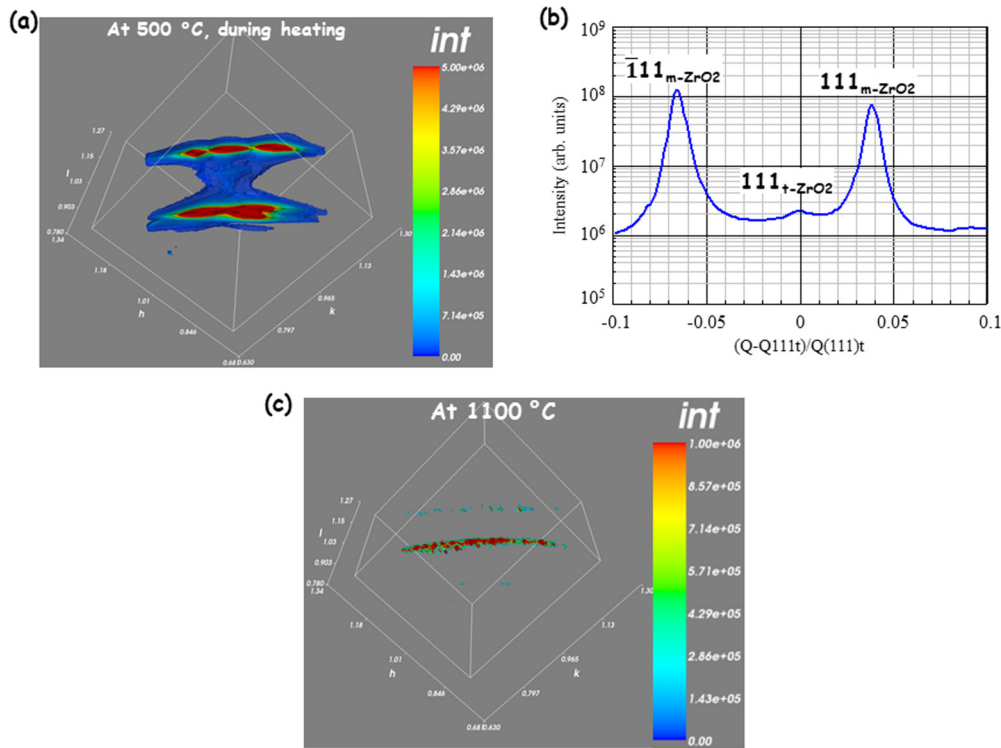 (a)
At 500 °C, during heating
int
5.00e+06
4.29e+06
3.57e+06
2.86e+06
2.14e+06
1.43e+06
7.14e+05
0.00
1.27
1.15
l
1.03
0.903
0.780
1.34
1.18
1.01
h
0.846
0.68
0.630
0.797
0.965
k
1.13
1.30
(b)
Intensity (arb. units)
10⁹
10⁸
10⁷
10⁶
10⁵
1̅11m-ZrO2
111t-ZrO2
111m-ZrO2
-0.1
-0.05
0
0.05
0.1
(Q-Q111t)/Q(111)t
(c)
At 1100 °C
int
1.00e+06
8.57e+05
7.14e+05
5.71e+05
4.29e+05
2.86e+05
1.43e+05
0.00
1.27
1.15
l
1.03
0.903
0.780
1.34
1.18
1.01
h
0.846
0.630
0.797
0.965
k
1.13
1.30